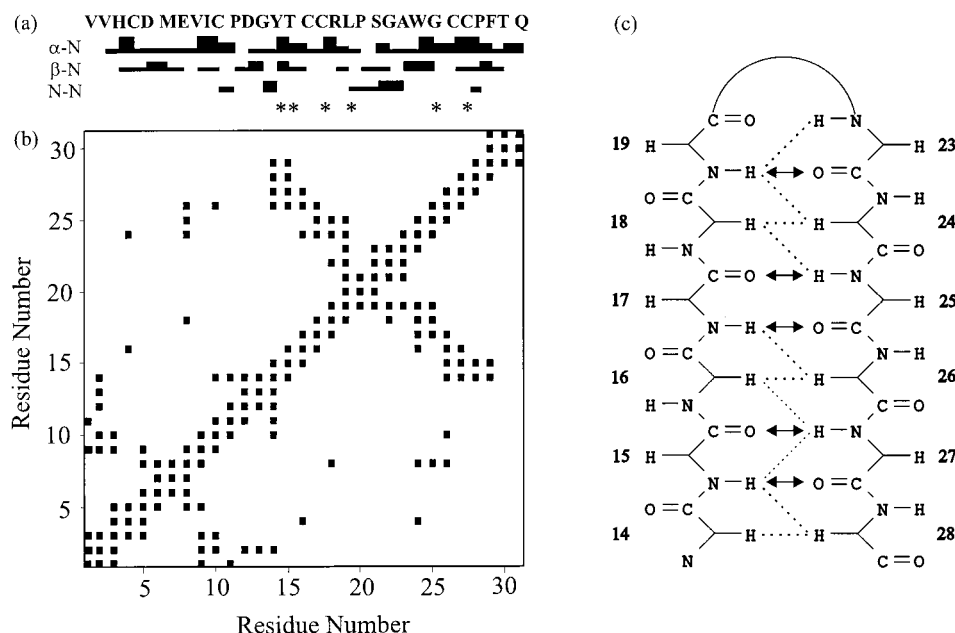 (a)
VVHCD MEVIC PDGYT CCRLP SGAWG CCPFT Q
α-N
β-N
N-N
* * * * * *
(b)
30
25
20
15
10
5
Residue Number
5 10 15 20 25 30
Residue Number
(c)
C=O H N
19 H H 23
N-H O=C
O=C N-H
18 H H 24
H-N C=O
C=O H-N
17 H H 25
N-H O=C
O=C N-H
16 H H 26
H-N C=O
C=O H-N
15 H H 27
N-H O=C
O=C N-H
14 H H 28
N C=O